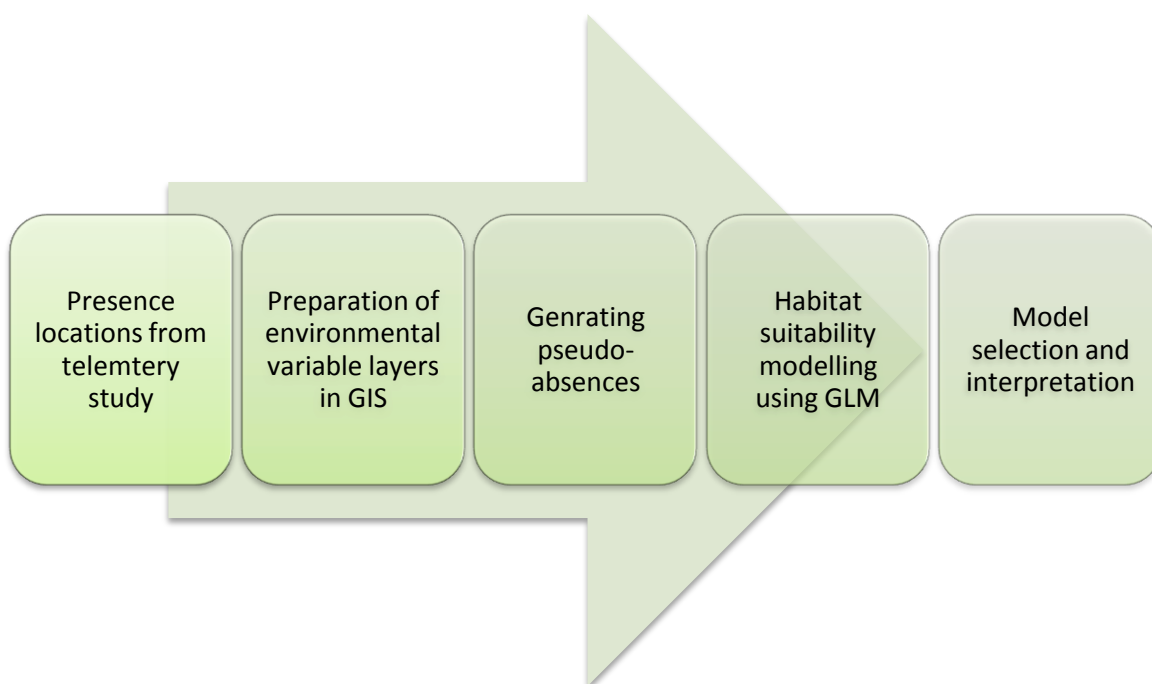 Presence
locations from
telemtery
study
Preparation of
environmental
variable layers
in GIS
Genrating
pseudo-
absences
Habitat
suitability
modelling
using GLM
Model
selection and
interpretation